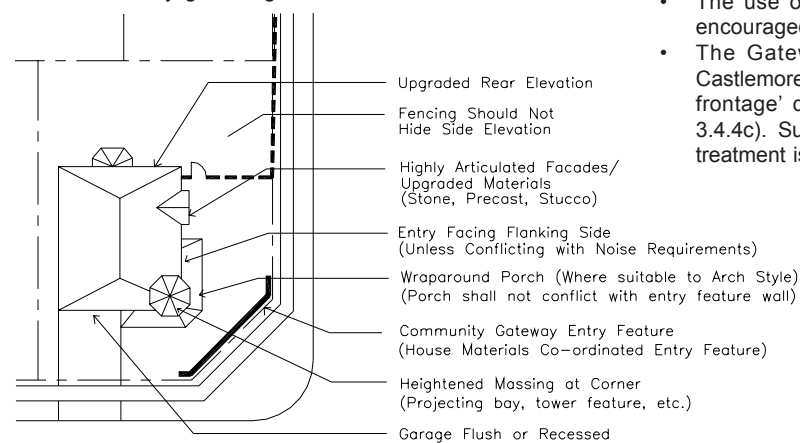 • The use o
encouraged
• The Gatew
Castlemore
frontage’ c
3.4.4c). Su
treatment is
Upgraded Rear Elevation
Fencing Should Not
Hide Side Elevation
Highly Articulated Facades/
Upgraded Materials
(Stone, Precast, Stucco)
Entry Facing Flanking Side
(Unless Conflicting with Noise Requirements)
Wraparound Porch (Where suitable to Arch Style)
(Porch shall not conflict with entry feature wall)
Community Gateway Entry Feature
(House Materials Co-ordinated Entry Feature)
Heightened Massing at Corner
(Projecting bay, tower feature, etc.)
Garage Flush or Recessed